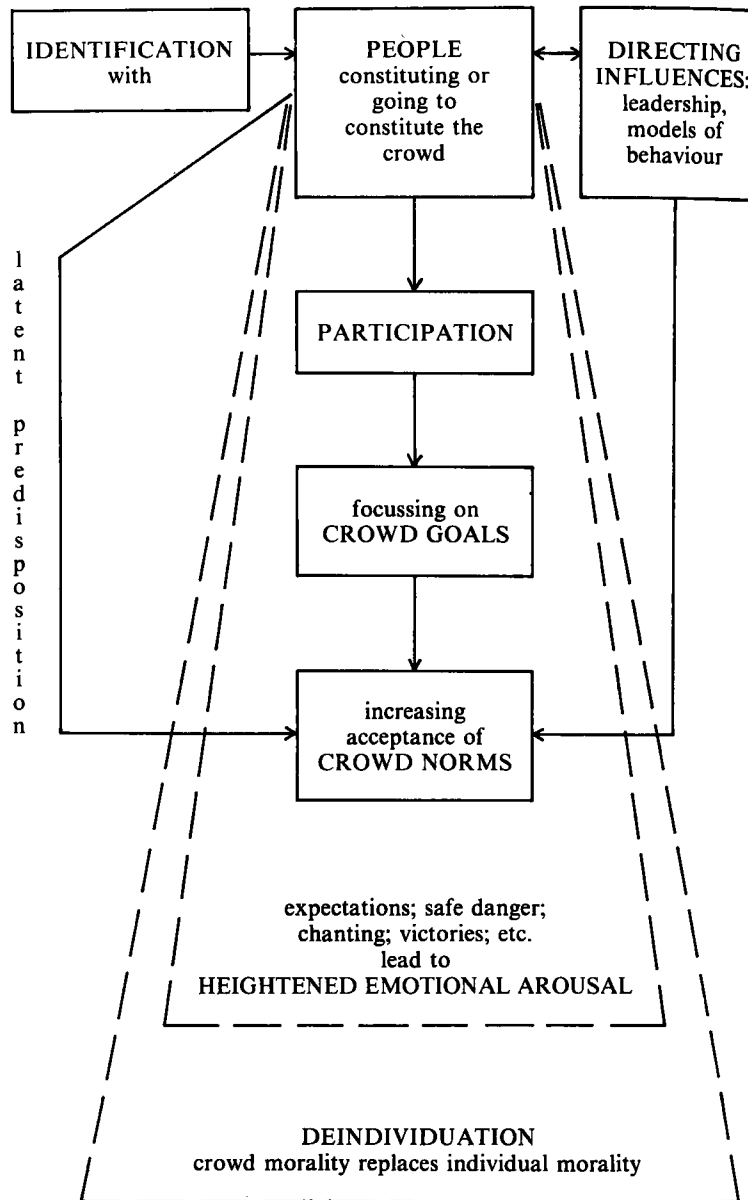 IDENTIFICATION
with
PEOPLE
constituting or
going to
constitute the
crowd
DIRECTING
INFLUENCES:
leadership,
models of
behaviour
latent predisposition
PARTICIPATION
focussing on
CROWD GOALS
increasing
acceptance of
CROWD NORMS
expectations; safe danger;
chanting; victories; etc.
lead to
HEIGHTENED EMOTIONAL AROUSAL
DEINDIVIDUATION
crowd morality replaces individual morality